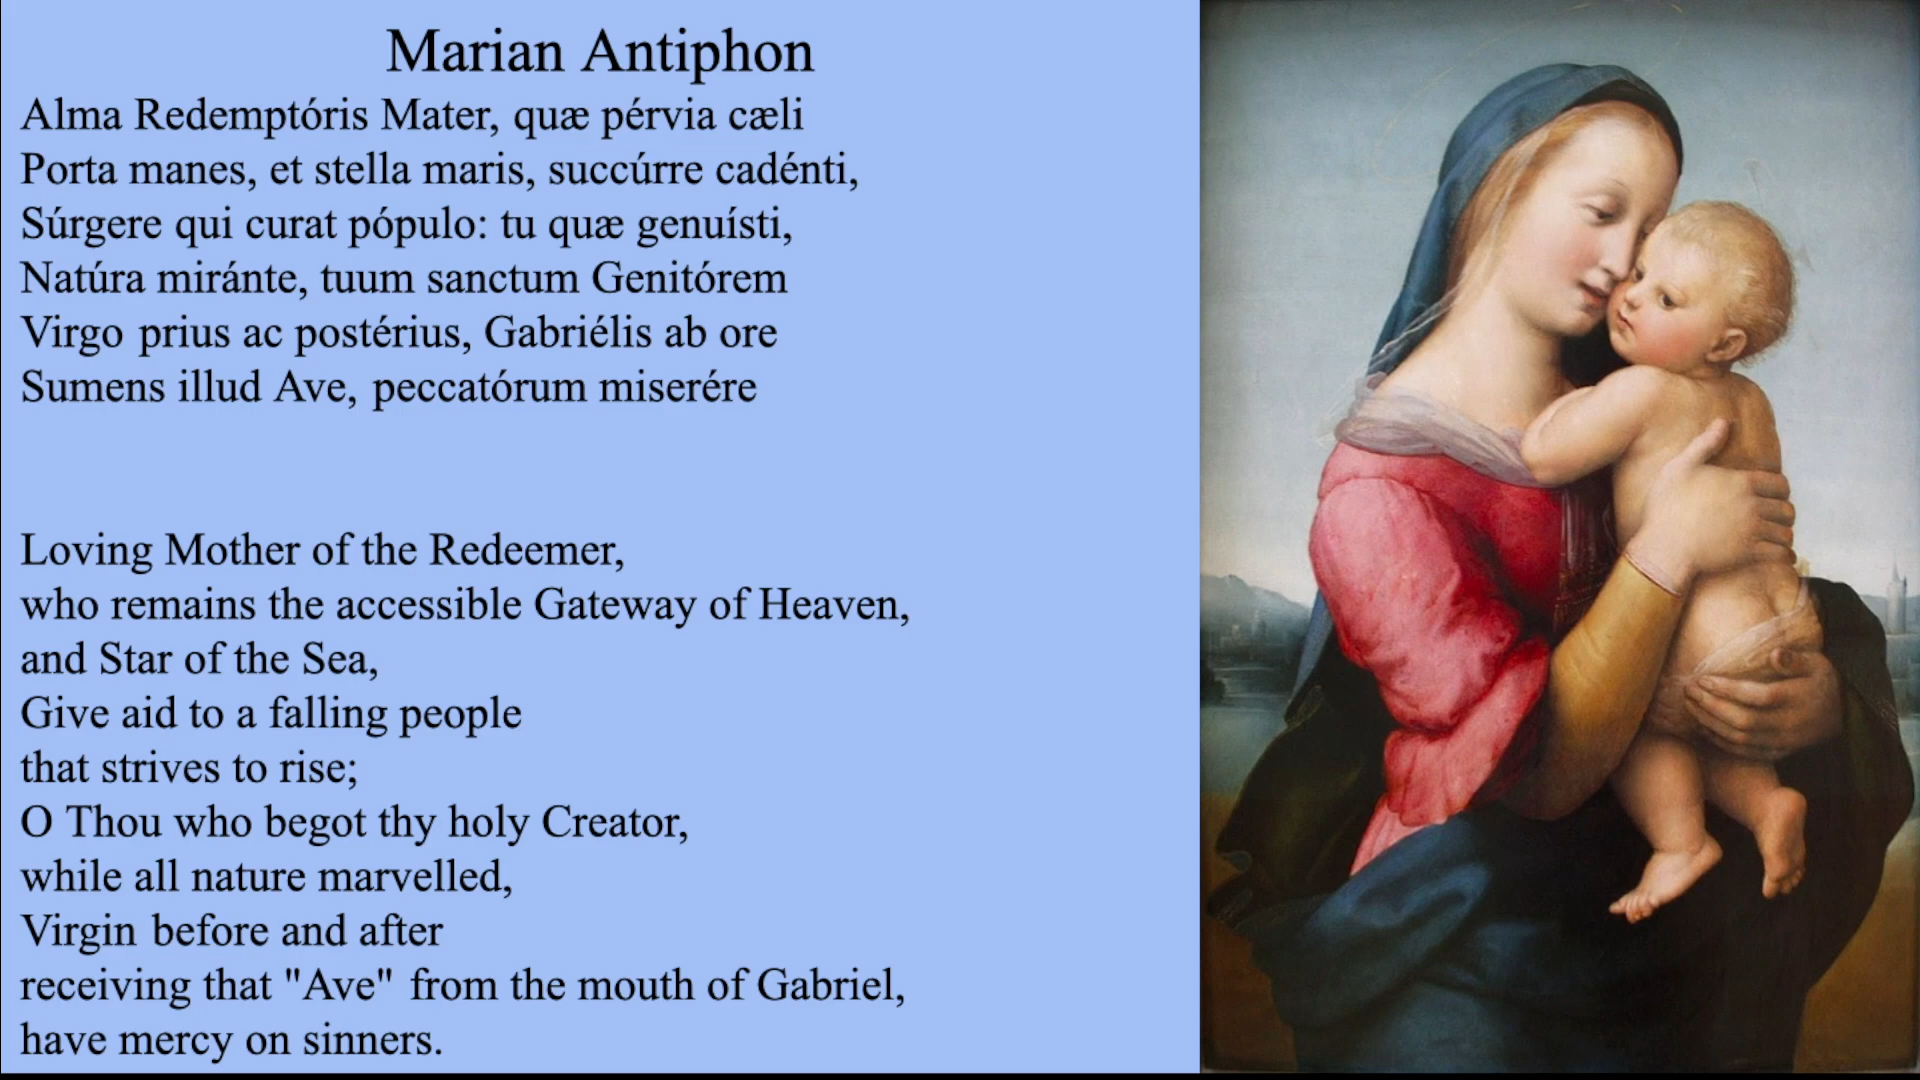 Marian Antiphon
Alma Redemptóris Mater, quæ pérvia cæli
Porta manes, et stella maris, succúrre cadénti,
Súrgere qui curat pópulo: tu quæ genuísti,
Natúra miránte, tuum sanctum Genitórem
Virgo prius ac postérius, Gabriélis ab ore
Sumens illud Ave, peccatórum miserére
Loving Mother of the Redeemer,
who remains the accessible Gateway of Heaven,
and Star of the Sea,
Give aid to a falling people
that strives to rise;
O Thou who begot thy holy Creator,
while all nature marvelled,
Virgin before and after
receiving that "Ave" from the mouth of Gabriel,
have mercy on sinners.